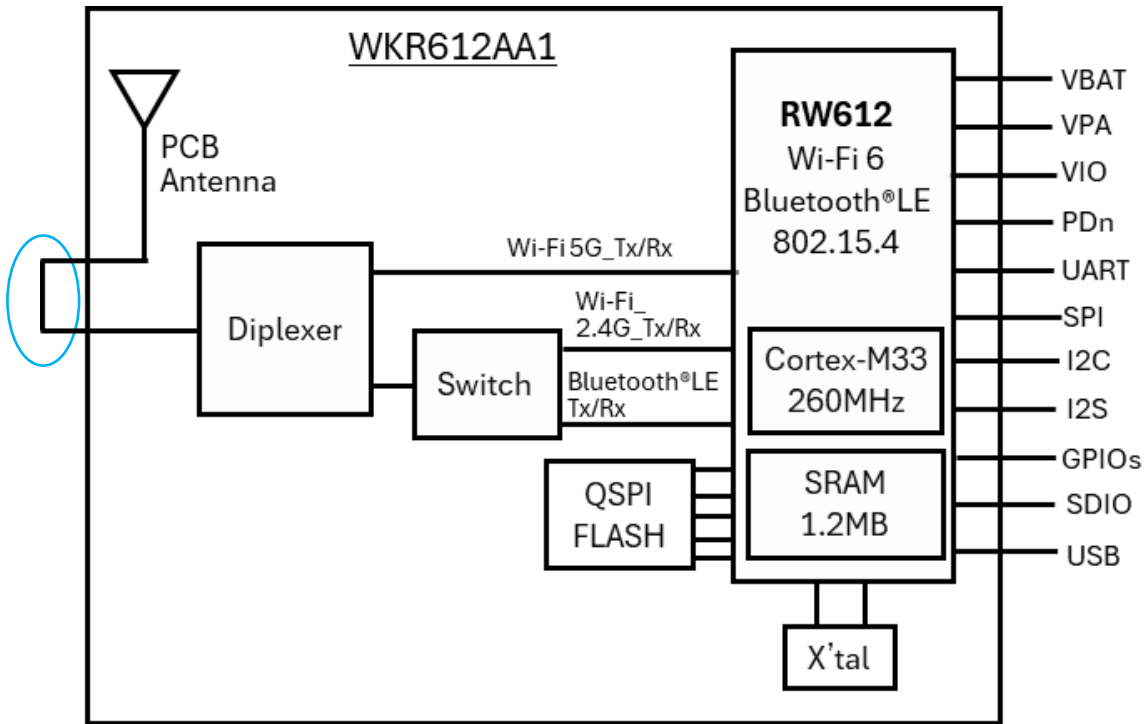 WKR612AA1
PCB
Antenna
Diplexer
Switch
Wi-Fi 5G_Tx/Rx
Wi-Fi_
2.4G_Tx/Rx
Bluetooth®LE
Tx/Rx
QSPI
FLASH
RW612
Wi-Fi 6
Bluetooth®LE
802.15.4
Cortex-M33
260MHz
SRAM
1.2MB
X’tal
VBAT
VPA
VIO
PDn
UART
SPI
I2C
I2S
GPIOs
SDIO
USB